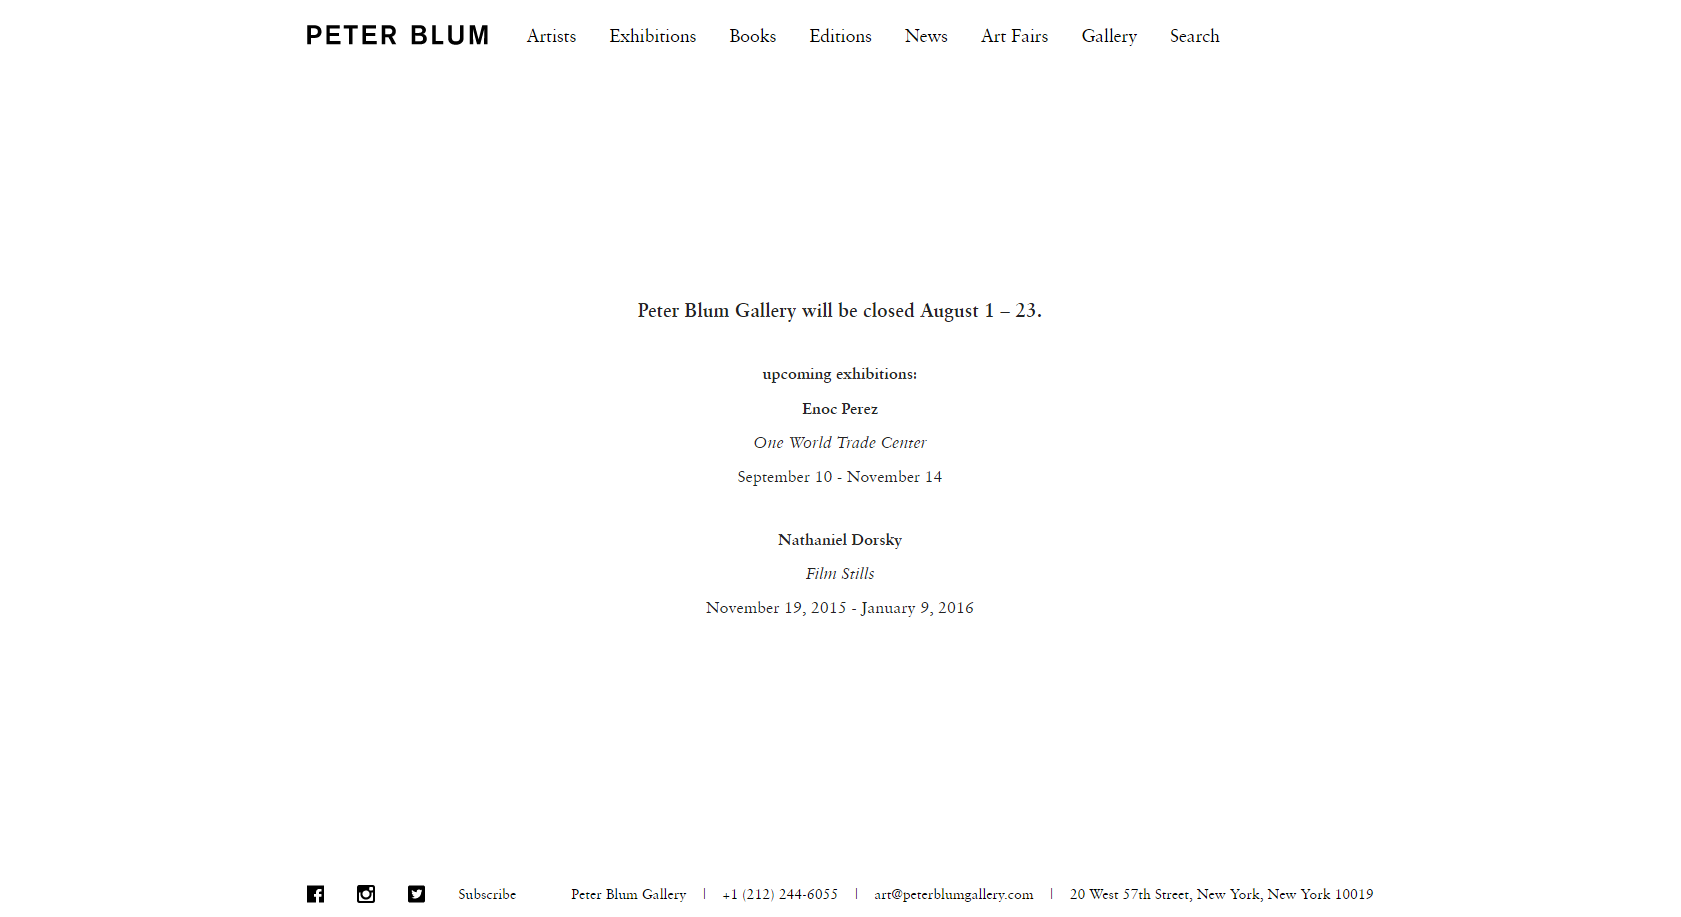 PETER BLUM Artists Exhibitions Books Editions News Art Fairs Gallery Search
Peter Blum Gallery will be closed August 1 – 23.
upcoming exhibitions:
Enoc Perez
One World Trade Center
September 10 - November 14
Nathaniel Dorsky
Film Stills
November 19, 2015 - January 9, 2016
Subscribe Peter Blum Gallery | +1 (212) 244-6055 | art@peterblumgallery.com | 20 West 57th Street, New York, New York 10019